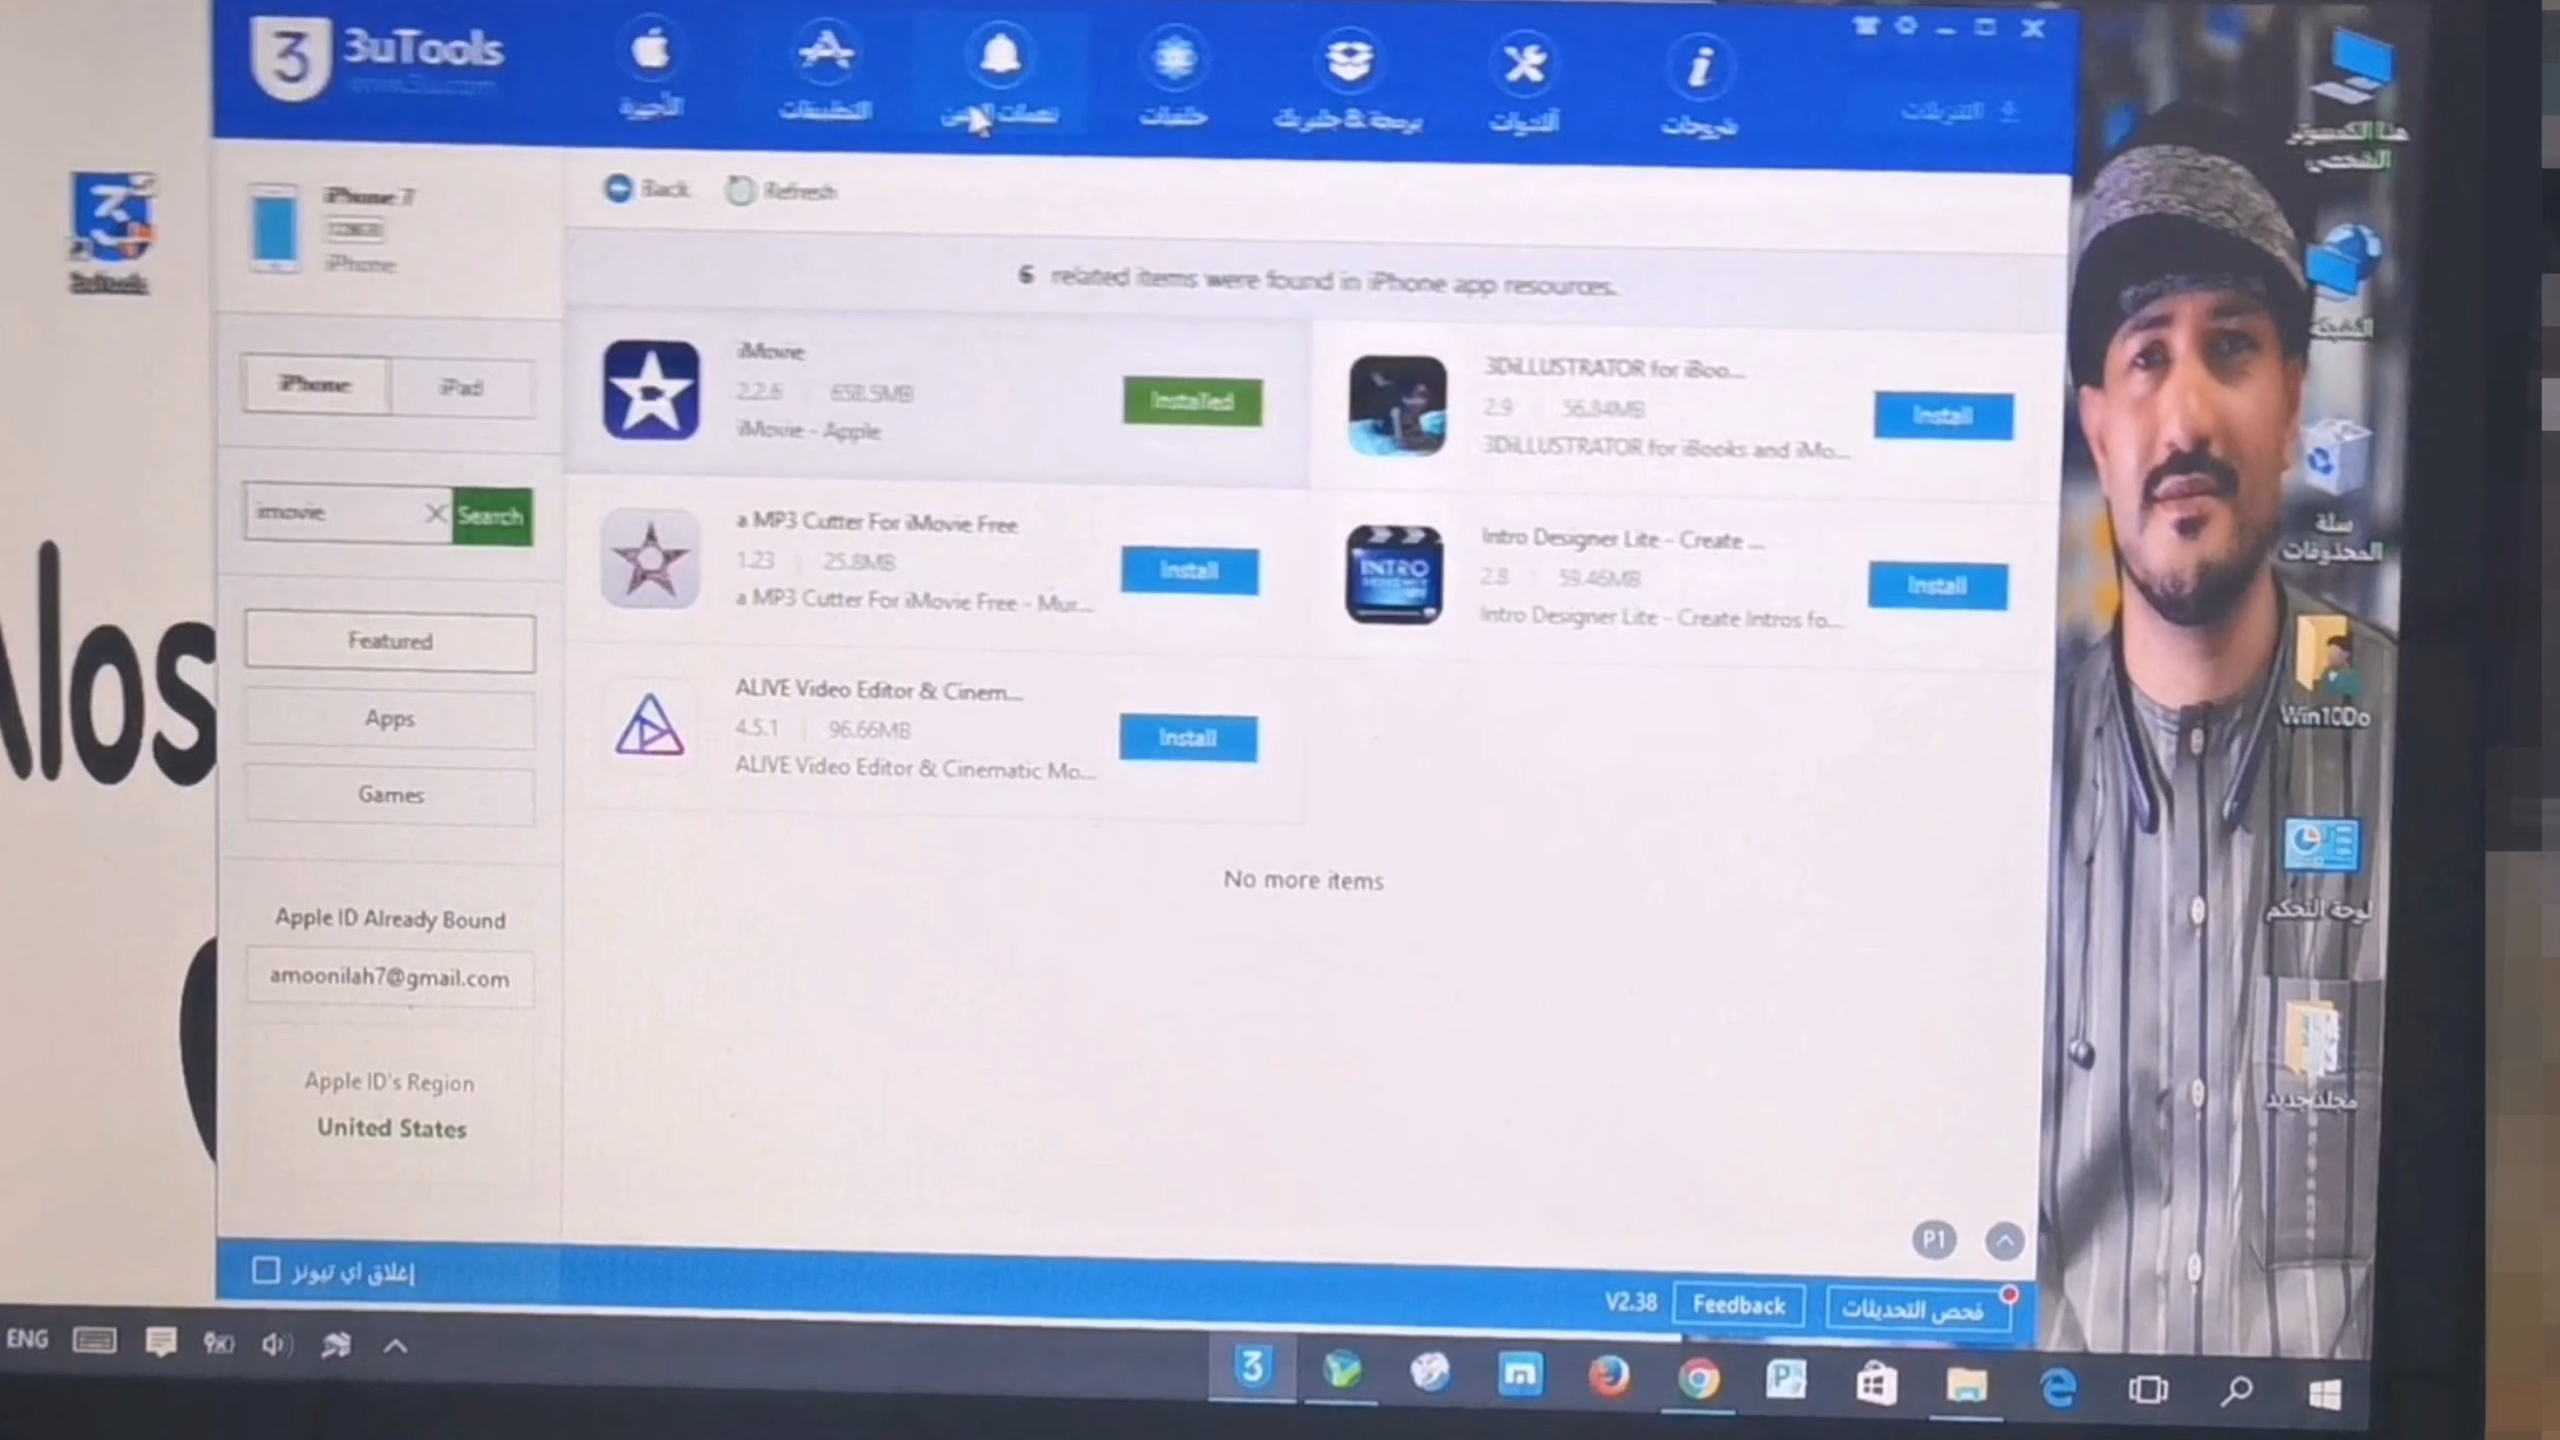 3uTools
الأجهزة
التطبيقات
خلفيات
الأدوات
شروحات
التنزيلات
هذا الكمبيوتر
الشخصي
3uTools
iPhone 7
iPhone
Back
Refresh
6 related items were found in iPhone app resources.
iPhone
iPad
imovie
Search
iMovie
2.2.6
658.5MB
iMovie - Apple
Installed
3DiLLUSTRATOR for iBoo...
2.9
56.84MB
3DiLLUSTRATOR for iBooks and iMo...
Install
a MP3 Cutter For iMovie Free
1.23
25.8MB
a MP3 Cutter For iMovie Free - Mur...
Install
INTRO
Intro Designer Lite - Create ...
2.8
59.46MB
Intro Designer Lite - Create Intros fo...
Install
ALIVE Video Editor & Cinem...
4.5.1
96.66MB
ALIVE Video Editor & Cinematic Mo...
Install
No more items
Featured
Apps
Games
Apple ID Already Bound
amoonilah7@gmail.com
Apple ID's Region
United States
الشبكة
سلة
المحذوفات
Win10Do
لوحة التحكم
مجلد جديد
Alos
P1
إغلاق اي تيونز
V2.38
Feedback
فحص التحديثات
ENG